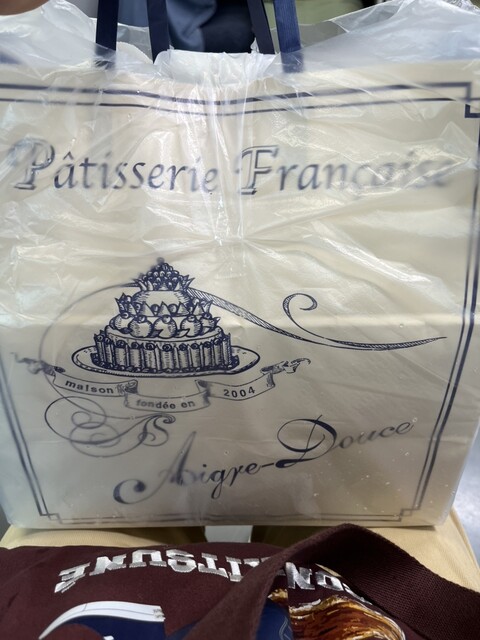 Pâtisserie Française
maison
fondée en
2004
Aigre-Douce